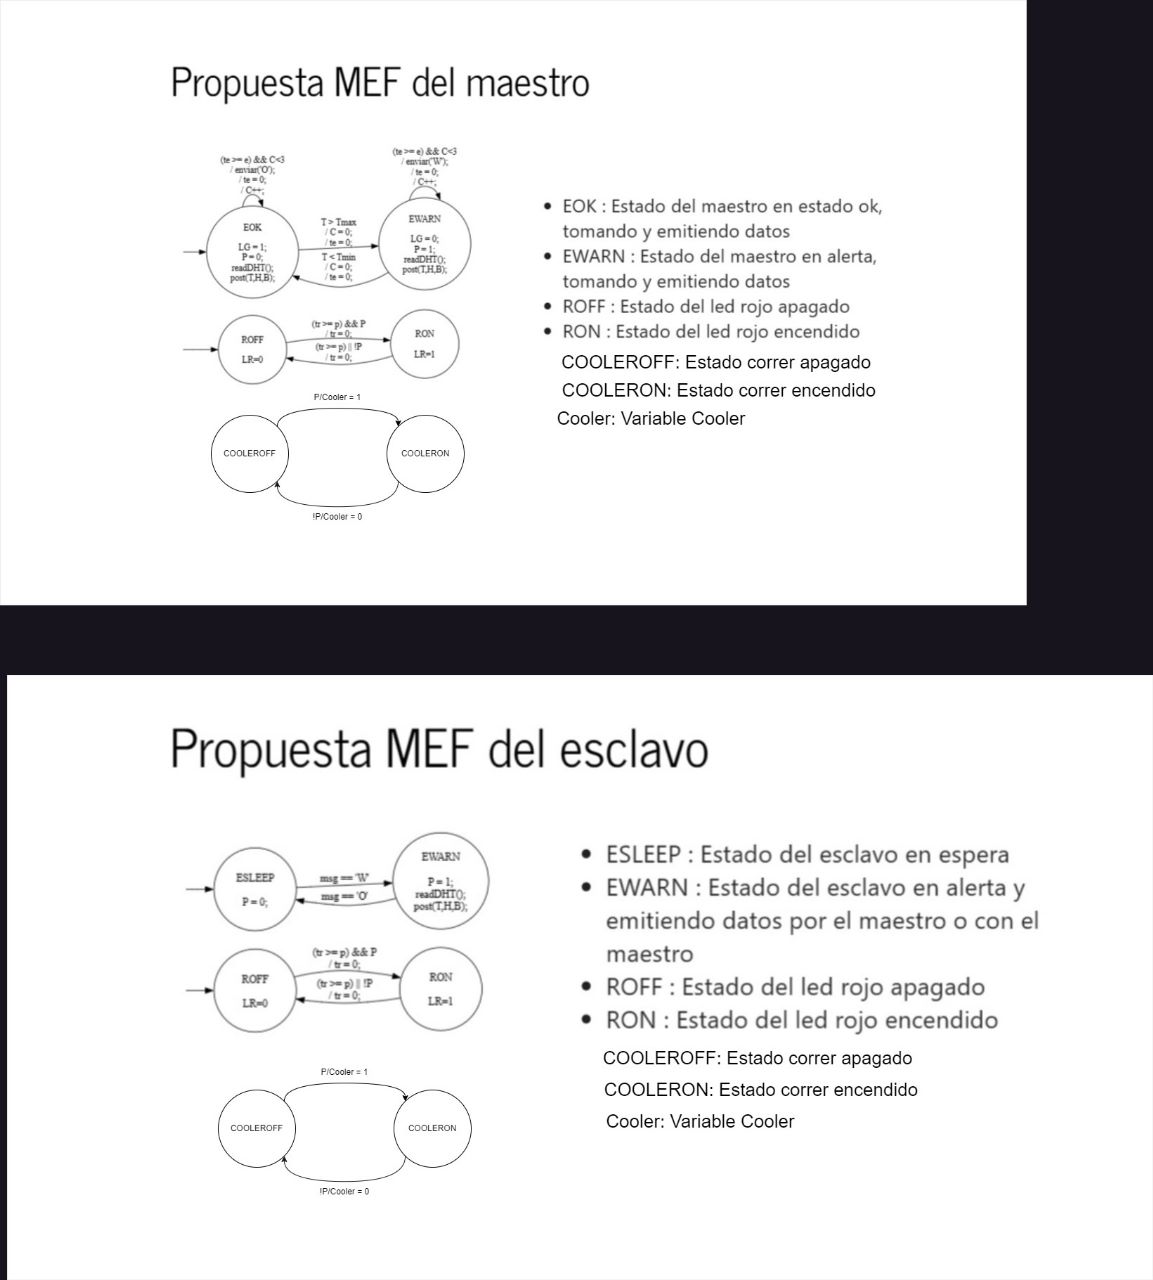 Propuesta MEF del maestro
(te >= e) && C<3
/ enviar('O');
/ te = 0;
/ C++;
(te >= e) && C<3
/ enviar('W');
/ te = 0;
/ C++;
EOK
LG = 1;
P = 0;
readDHT();
post(T,H,B);
T > Tmax
/ C = 0;
/ te = 0;
T < Tmin
/ C = 0;
/ te = 0;
EWARN
LG = 0;
P = 1;
readDHT();
post(T,H,B);
ROFF
LR=0
(tr >= p) && P
/ tr = 0;
(tr >= p) || !P
/ tr = 0;
RON
LR=1
P/Cooler = 1
COOLEROFF
COOLERON
!P/Cooler = 0
• EOK : Estado del maestro en estado ok,
tomando y emitiendo datos
• EWARN : Estado del maestro en alerta,
tomando y emitiendo datos
• ROFF : Estado del led rojo apagado
• RON : Estado del led rojo encendido
COOLEROFF: Estado correr apagado
COOLERON: Estado correr encendido
Cooler: Variable Cooler
Propuesta MEF del esclavo
ESLEEP
P = 0;
msg == 'W'
msg == 'O'
EWARN
P = 1;
readDHT();
post(T,H,B);
ROFF
LR=0
(tr >= p) && P
/ tr = 0;
(tr >= p) || !P
/ tr = 0;
RON
LR=1
P/Cooler = 1
COOLEROFF
COOLERON
!P/Cooler = 0
• ESLEEP : Estado del esclavo en espera
• EWARN : Estado del esclavo en alerta y
emitiendo datos por el maestro o con el
maestro
• ROFF : Estado del led rojo apagado
• RON : Estado del led rojo encendido
COOLEROFF: Estado correr apagado
COOLERON: Estado correr encendido
Cooler: Variable Cooler